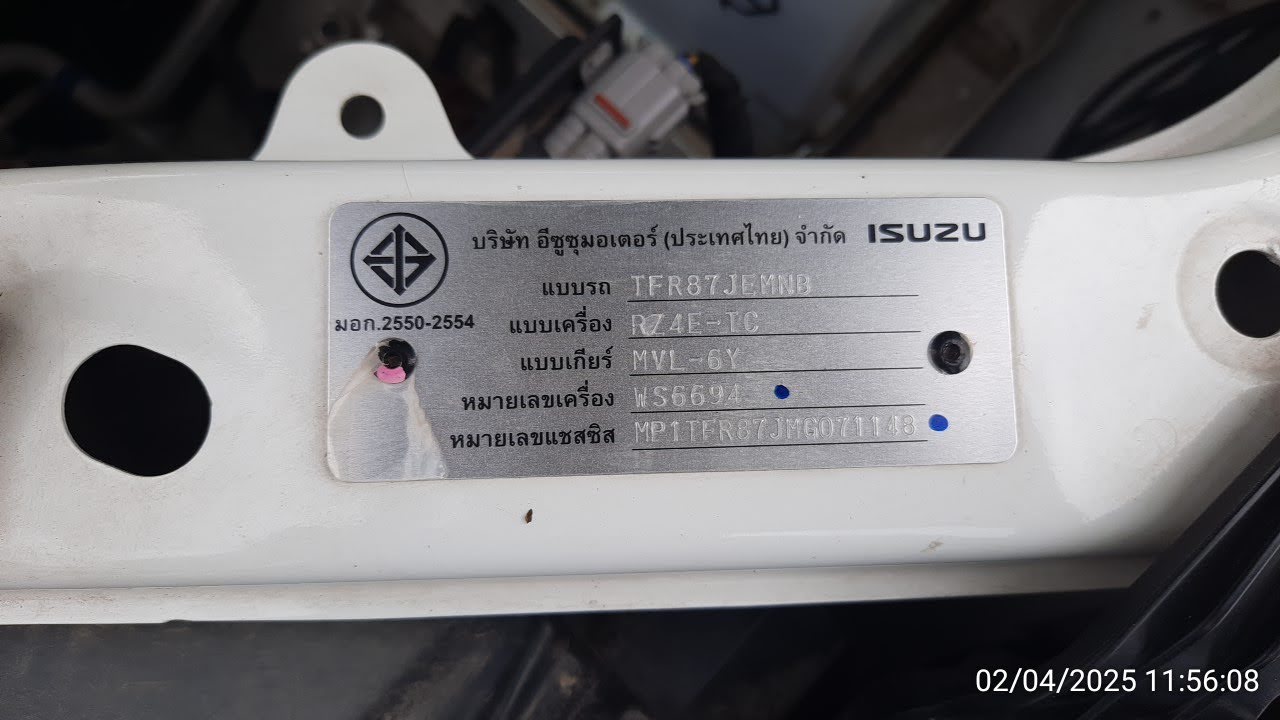 บริษัท อีซูซุมอเตอร์ (ประเทศไทย) จำกัด ISUZU
แบบรถ TFR87JEMNB
มอก.2550-2554
แบบเครื่อง RZ4E-TC
แบบเกียร์ MVL-6Y
หมายเลขเครื่อง WS6694
หมายเลขแชสซิส MP1TFR87JMG071148
02/04/2025 11:56:08